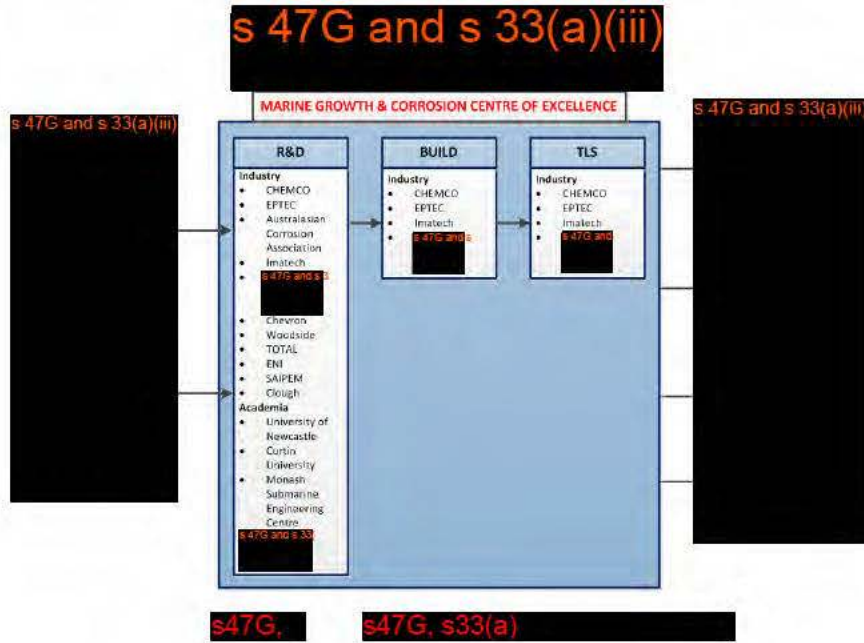 s 47G and s 33(a)(iii)
MARINE GROWTH & CORROSION CENTRE OF EXCELLENCE
s 47G and s 33(a)(iii)
s 47G and s 33(a)(iii)
R&D
Industry
• CHEMCO
• EPTEC
• Australasian
Corrosion
Association
• Imatech
• s 47G and s 3
• Chevron
• Woodside
• TOTAL
• ENI
• SAIPEM
• Clough
Academia
• University of
Newcastle
• Curtin
University
• Monash
Submarine
Engineering
Centre
s 47G and s 33(
BUILD
Industry
• CHEMCO
• EPTEC
• Imatech
• s 47G and s
TLS
Industry
• CHEMCO
• EPTEC
• Imatech
• s 47G and
s47G,
s47G, s33(a)